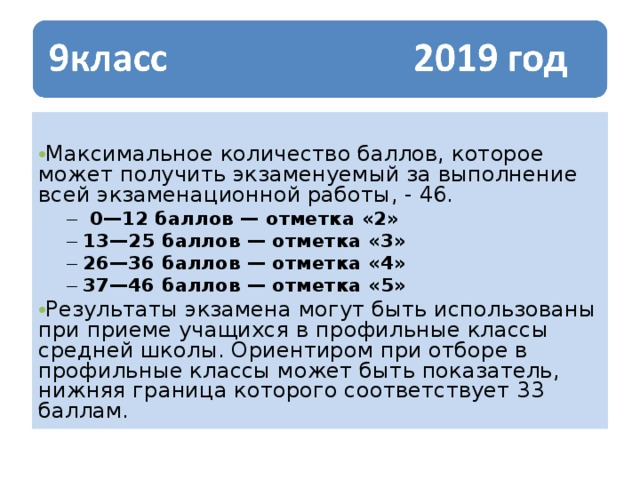 9класс 2019 год
•Максимальное количество баллов, которое
может получить экзаменуемый за выполнение
всей экзаменационной работы, - 46.
– 0—12 баллов — отметка «2»
– 13—25 баллов — отметка «3»
– 26—36 баллов — отметка «4»
– 37—46 баллов — отметка «5»
•Результаты экзамена могут быть использованы
при приеме учащихся в профильные классы
средней школы. Ориентиром при отборе в
профильные классы может быть показатель,
нижняя граница которого соответствует 33
баллам.